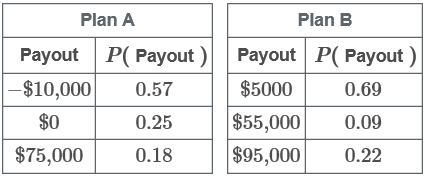 Plan A Plan B
Payout P( Payout ) Payout P( Payout )
−$10,000 0.57 $5000 0.69
$0 0.25 $55,000 0.09
$75,000 0.18 $95,000 0.22